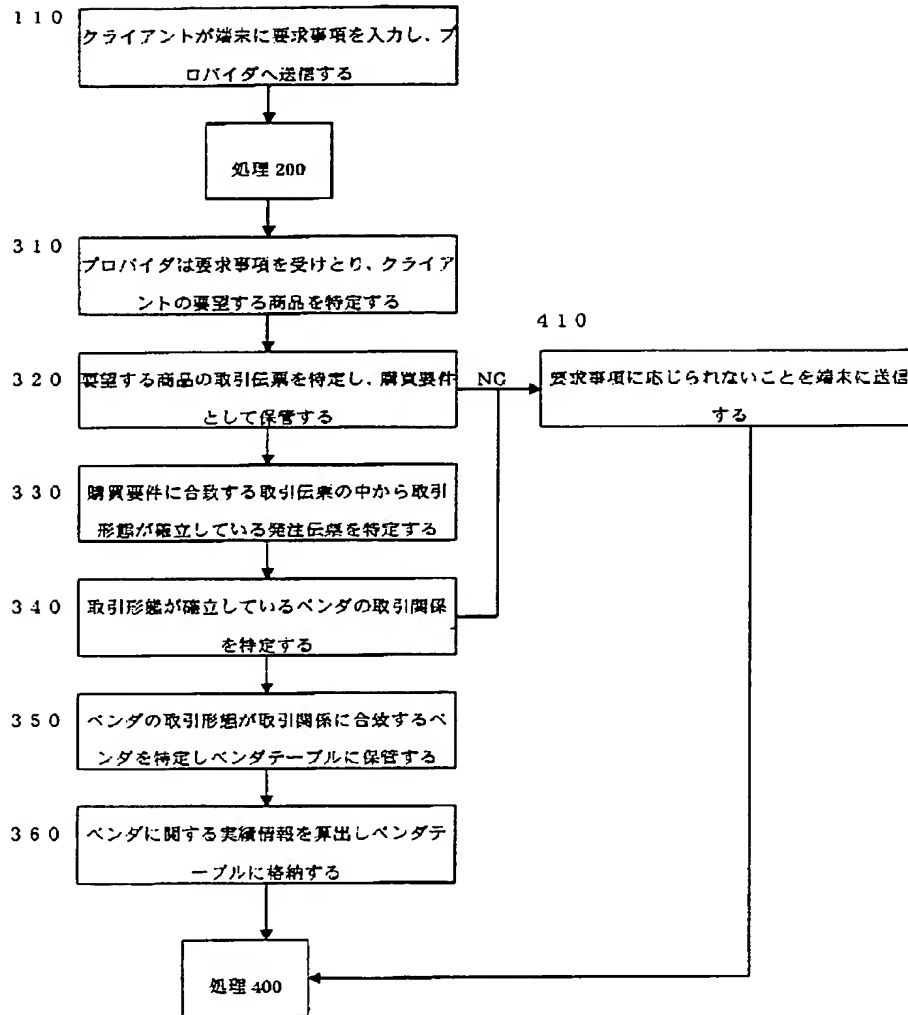 110
クライアントが端末に要求事項を入力し、プ
ロバイダへ送信する
処理200
310
プロバイダは要求事項を受けとり、クライア
ントの要望する商品を特定する
320
要望する商品の取引伝票を特定し、購買要件
として保管する
NG
410
要求事項に応じられないことを端末に送信
する
330
購買要件に合致する取引伝票の中から取引
形態が確立している発注伝票を特定する
340
取引形態が確立しているベンダの取引関係
を特定する
350
ベンダの取引形態が取引関係に合致するベ
ンダを特定しベンダテーブルに保管する
360
ベンダに関する実績情報を算出しベンダテ
ーブルに格納する
処理400